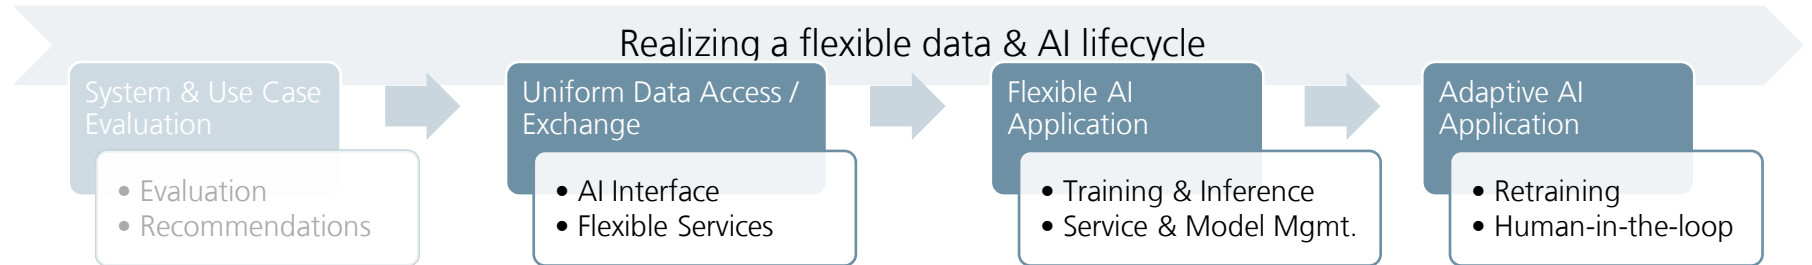 Realizing a flexible data & AI lifecycle
System & Use Case
Evaluation
• Evaluation
• Recommendations
Uniform Data Access /
Exchange
• AI Interface
• Flexible Services
Flexible AI
Application
• Training & Inference
• Service & Model Mgmt.
Adaptive AI
Application
• Retraining
• Human-in-the-loop